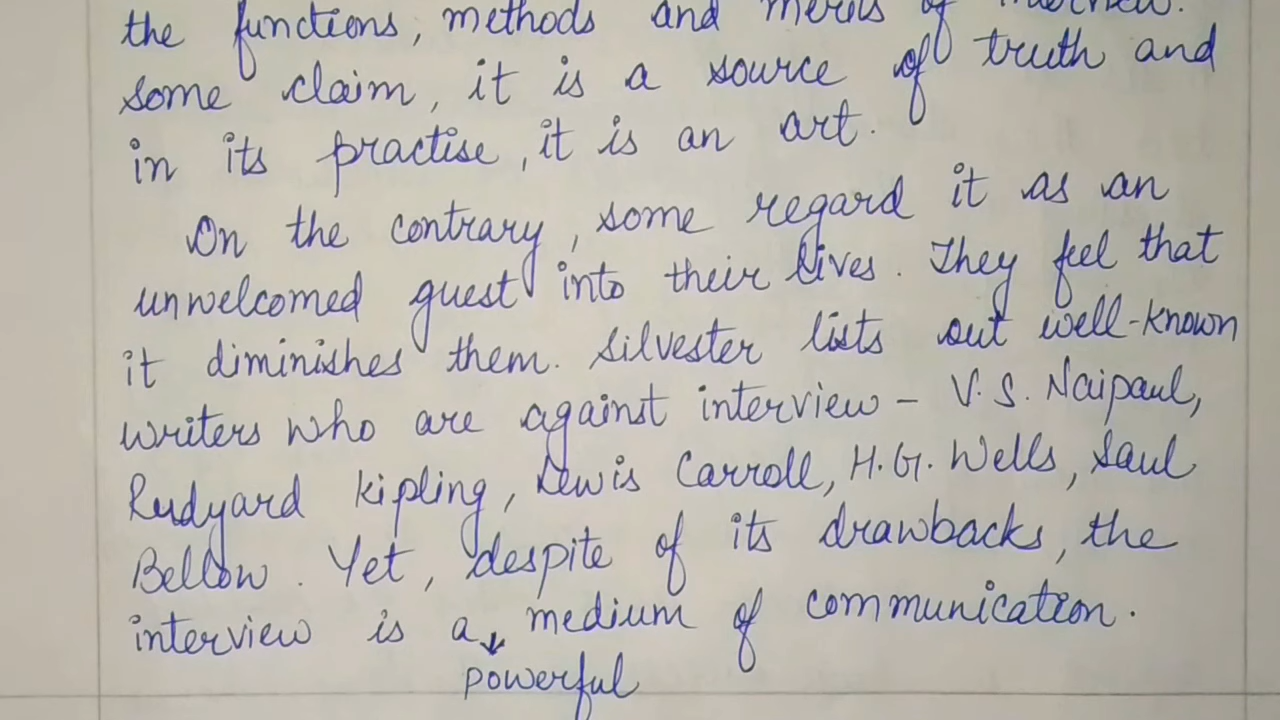 the functions, methods and merits of interview.
some claim, it is a source of truth and
in its practise, it is an art.
On the contrary, some regard it as an
unwelcomed guest into their lives. They feel that
it diminishes them. Silvester lists out well-known
writers who are against interview - V.S. Naipaul,
Rudyard Kipling, Lewis Carroll, H.G. Wells, Saul
Bellow. Yet, despite of its drawbacks, the
interview is a medium of communication.
powerful